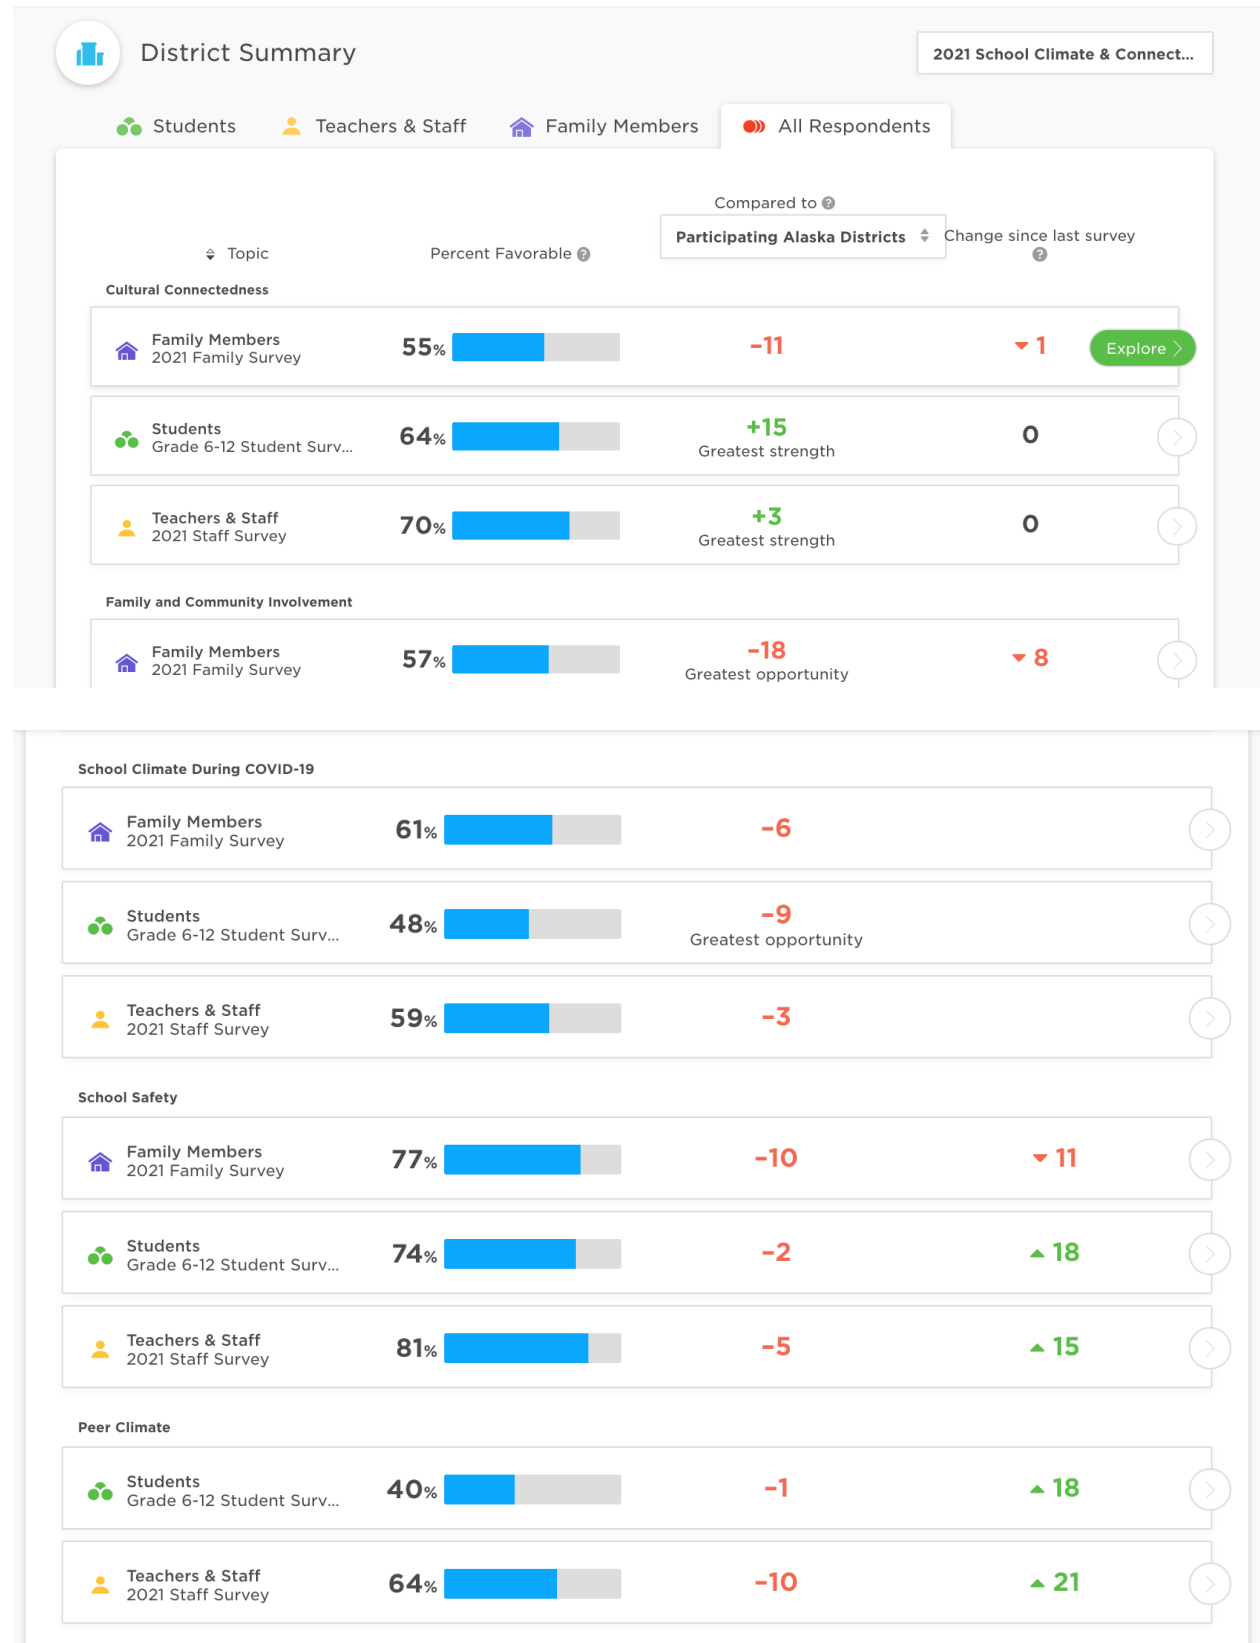 District Summary
2021 School Climate & Connect...
Students
Teachers & Staff
Family Members
All Respondents
Compared to ?
Participating Alaska Districts
Change since last survey
?
Topic
Percent Favorable ?
Cultural Connectedness
Family Members
2021 Family Survey
55%
−11
▼ 1
Explore >
Students
Grade 6-12 Student Surv...
64%
+15
Greatest strength
0
Teachers & Staff
2021 Staff Survey
70%
+3
Greatest strength
0
Family and Community Involvement
Family Members
2021 Family Survey
57%
−18
Greatest opportunity
▼ 8
School Climate During COVID-19
Family Members
2021 Family Survey
61%
−6
Students
Grade 6-12 Student Surv...
48%
−9
Greatest opportunity
Teachers & Staff
2021 Staff Survey
59%
−3
School Safety
Family Members
2021 Family Survey
77%
−10
▼ 11
Students
Grade 6-12 Student Surv...
74%
−2
▲ 18
Teachers & Staff
2021 Staff Survey
81%
−5
▲ 15
Peer Climate
Students
Grade 6-12 Student Surv...
40%
−1
▲ 18
Teachers & Staff
2021 Staff Survey
64%
−10
▲ 21